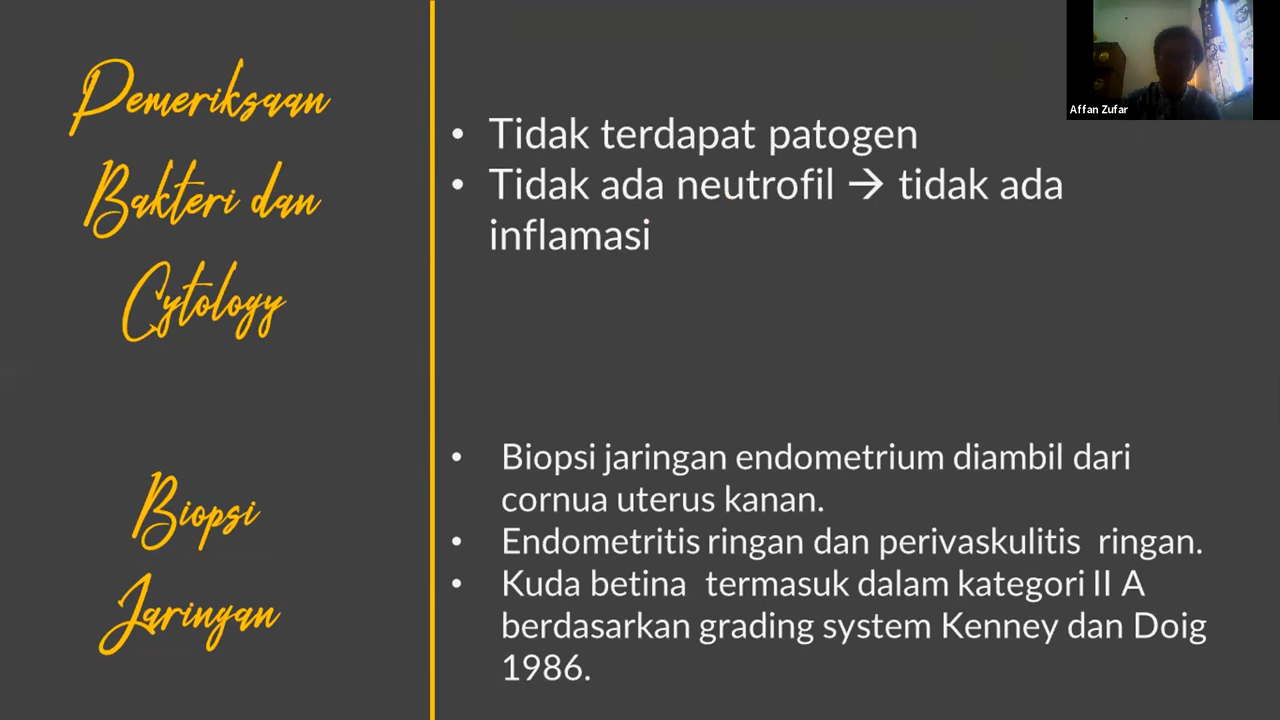 Pemeriksaan
Bakteri dan
Cytology
• Tidak terdapat patogen
• Tidak ada neutrofil → tidak ada
inflamasi
Affan Zufar
Biopsi
Jaringan
• Biopsi jaringan endometrium diambil dari
cornua uterus kanan.
• Endometritis ringan dan perivaskulitis ringan.
• Kuda betina termasuk dalam kategori II A
berdasarkan grading system Kenney dan Doig
1986.